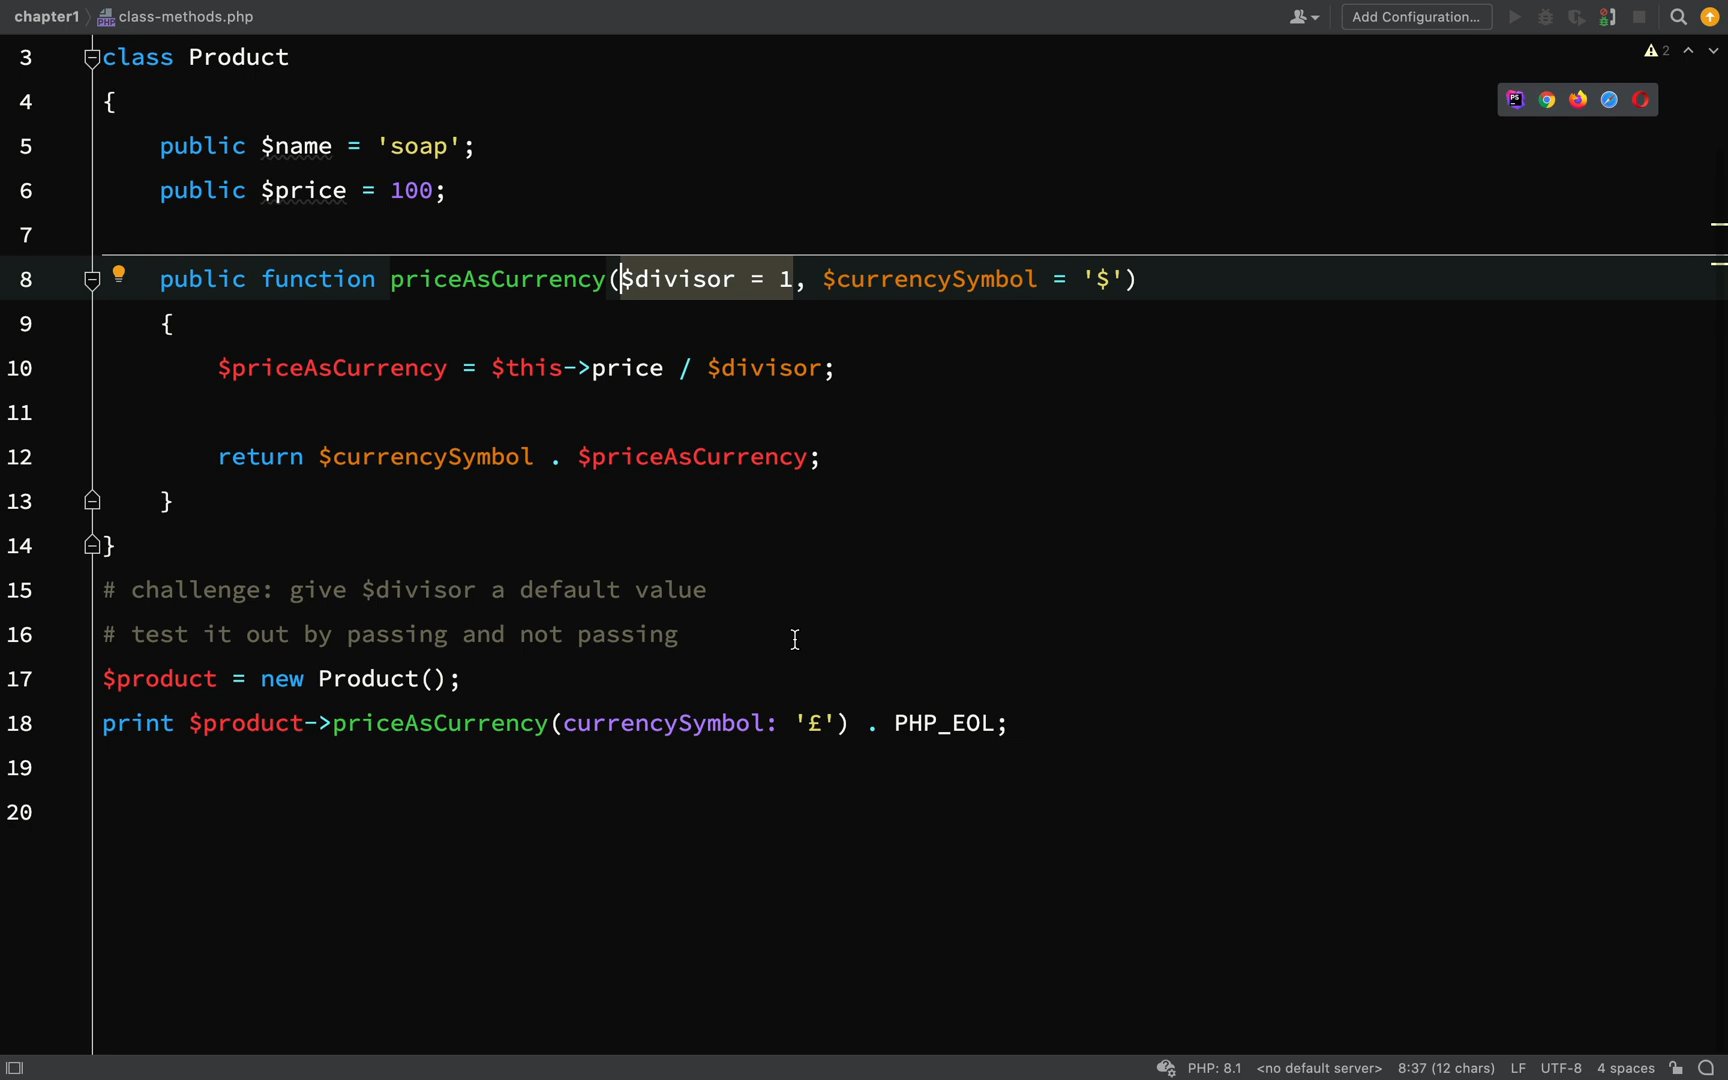 chapter1 class-methods.php Add Configuration...
3 class Product 2
4 {
5 public $name = 'soap';
6 public $price = 100;
7
8 public function priceAsCurrency($divisor = 1, $currencySymbol = '$')
9 {
10 $priceAsCurrency = $this->price / $divisor;
11
12 return $currencySymbol . $priceAsCurrency;
13 }
14 }
15 # challenge: give $divisor a default value
16 # test it out by passing and not passing
17 $product = new Product();
18 print $product->priceAsCurrency(currencySymbol: '£') . PHP_EOL;
19
20
PHP: 8.1 <no default server> 8:37 (12 chars) LF UTF-8 4 spaces